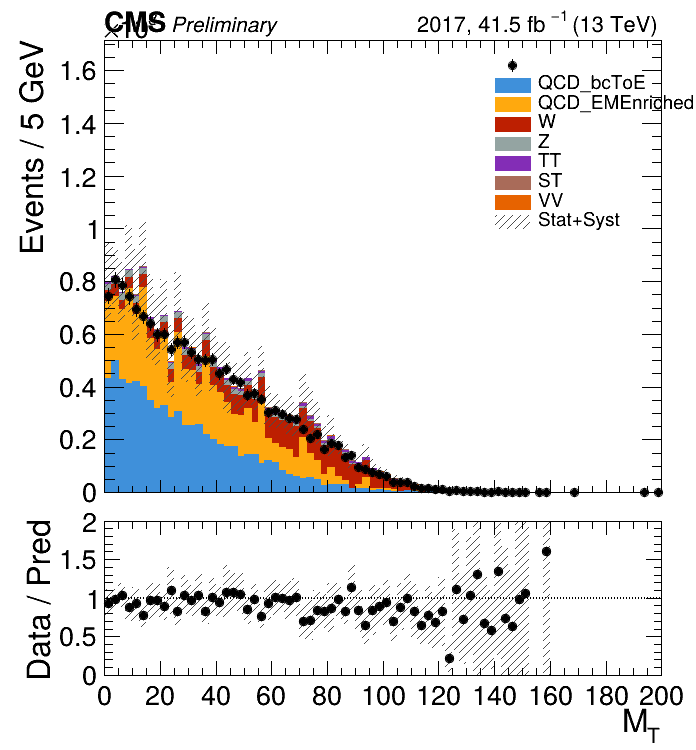 CMS Preliminary 2017, 41.5 fb⁻¹ (13 TeV)
Events / 5 GeV
1.6
1.4
1.2
1
0.8
0.6
0.4
0.2
0
QCD_bcToE
QCD_EMEnriched
W
Z
TT
ST
VV
Stat+Syst
Data / Pred
2
1.5
1
0.5
0
0 20 40 60 80 100 120 140 160 180 200
M_T